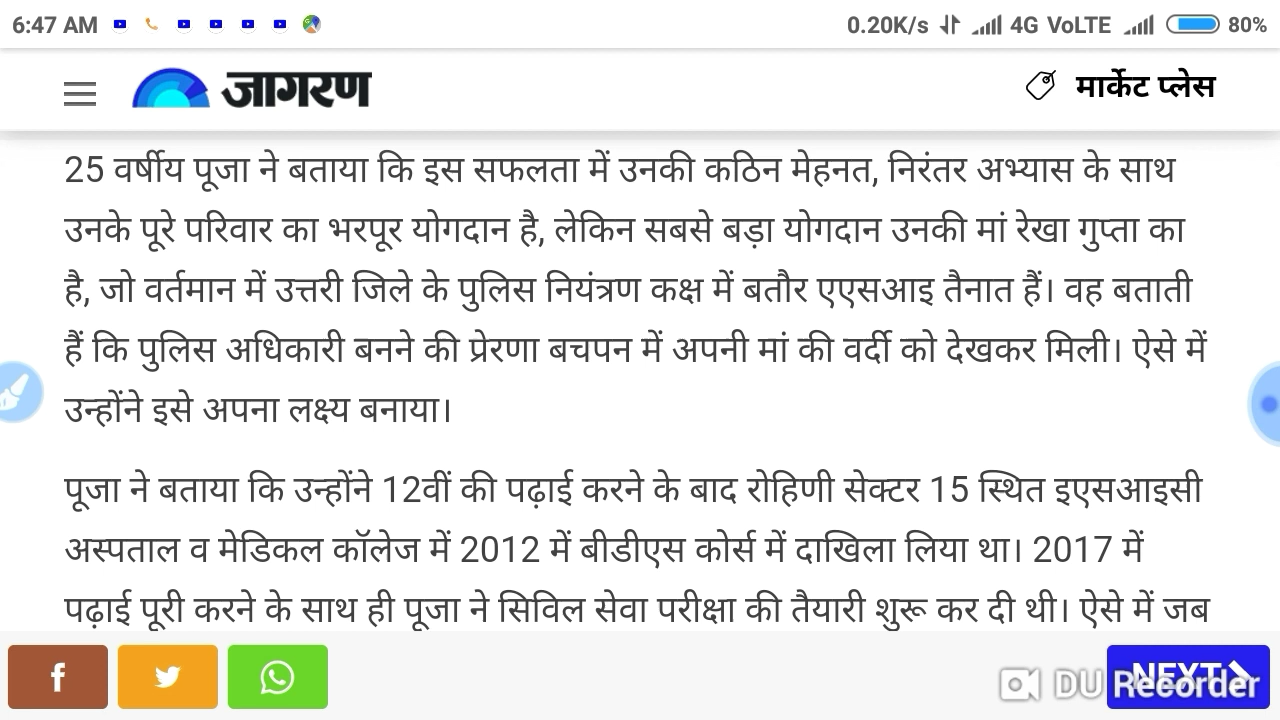 6:47 AM 0.20K/s 4G VoLTE 80%
जागरण मार्केट प्लेस
25 वर्षीय पूजा ने बताया कि इस सफलता में उनकी कठिन मेहनत, निरंतर अभ्यास के साथ
उनके पूरे परिवार का भरपूर योगदान है, लेकिन सबसे बड़ा योगदान उनकी मां रेखा गुप्ता का
है, जो वर्तमान में उत्तरी जिले के पुलिस नियंत्रण कक्ष में बतौर एएसआइ तैनात हैं। वह बताती
हैं कि पुलिस अधिकारी बनने की प्रेरणा बचपन में अपनी मां की वर्दी को देखकर मिली। ऐसे में
उन्होंने इसे अपना लक्ष्य बनाया।
पूजा ने बताया कि उन्होंने 12वीं की पढ़ाई करने के बाद रोहिणी सेक्टर 15 स्थित इएसआइसी
अस्पताल व मेडिकल कॉलेज में 2012 में बीडीएस कोर्स में दाखिला लिया था। 2017 में
पढ़ाई पूरी करने के साथ ही पूजा ने सिविल सेवा परीक्षा की तैयारी शुरू कर दी थी। ऐसे में जब
f NEXT
DU Recorder